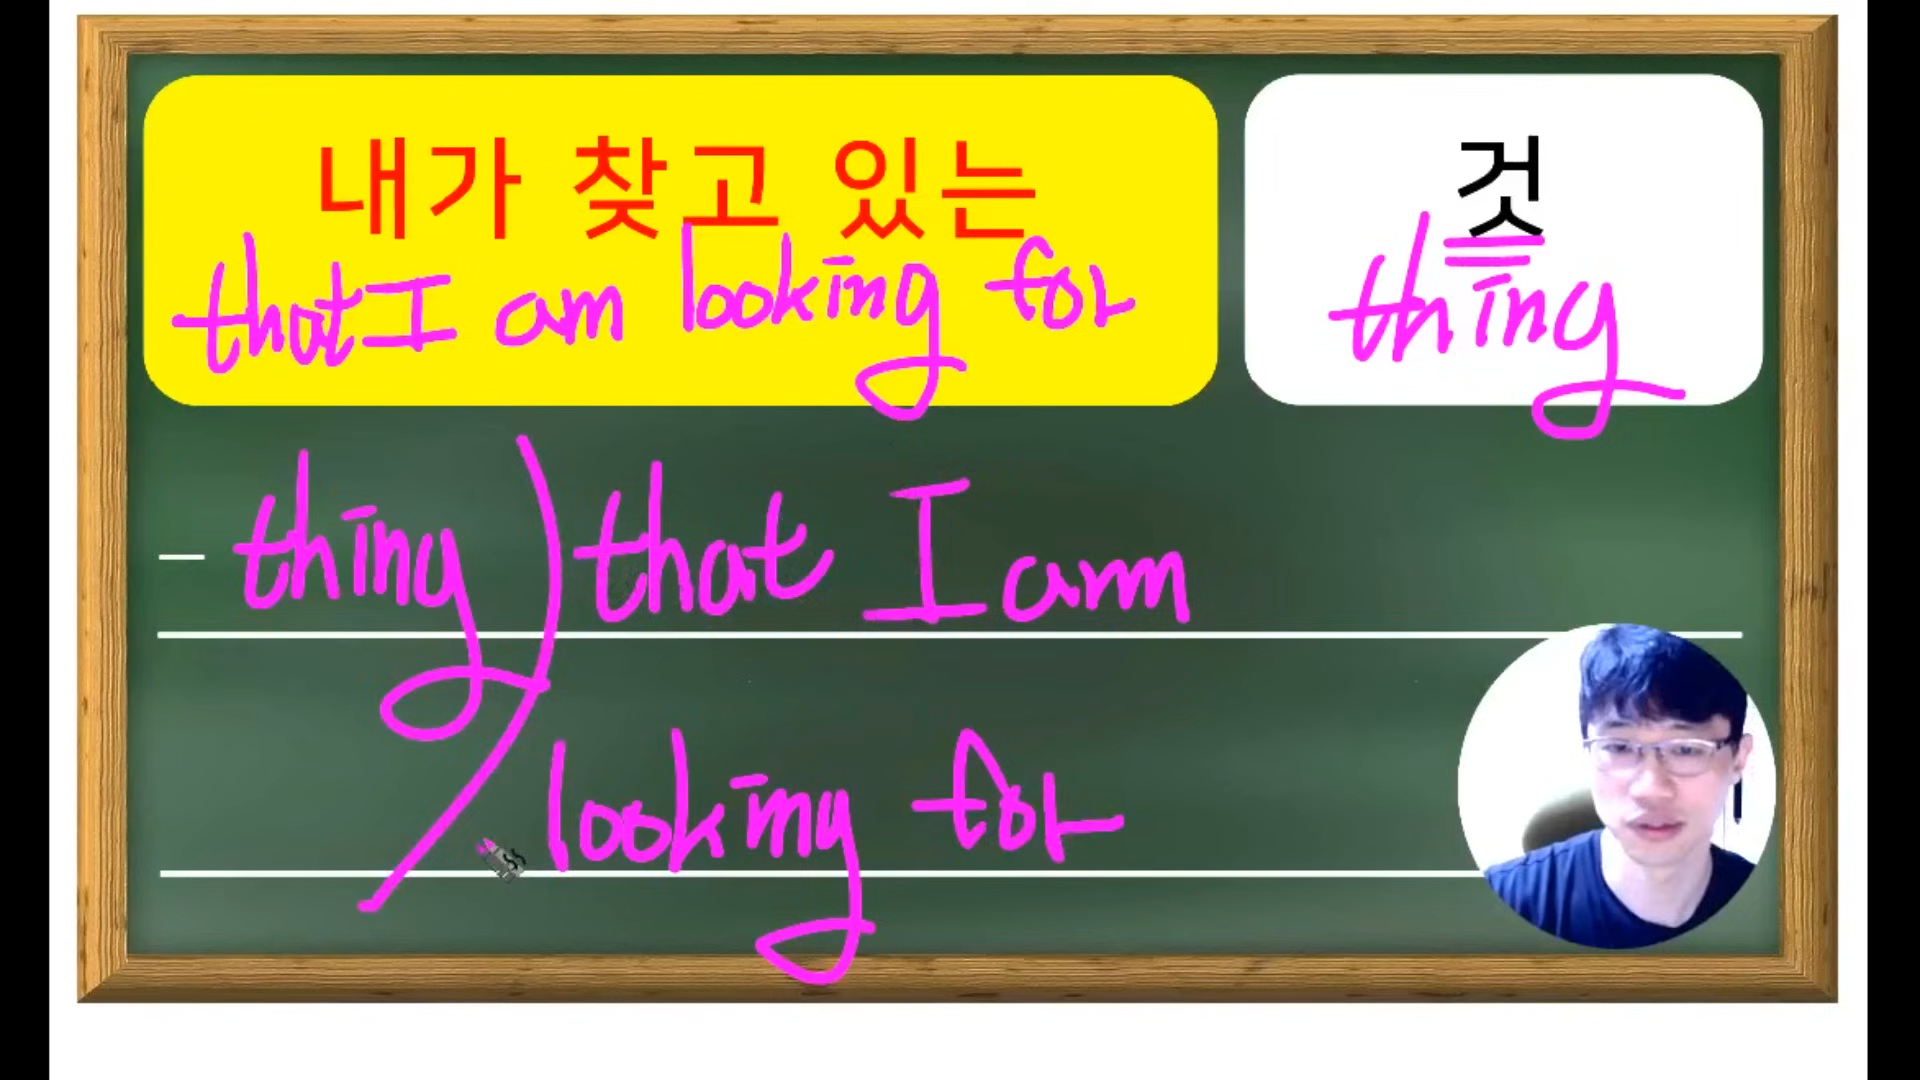 내가 찾고 있는
것
that I am looking for
thing
- thing) that I am
looking for